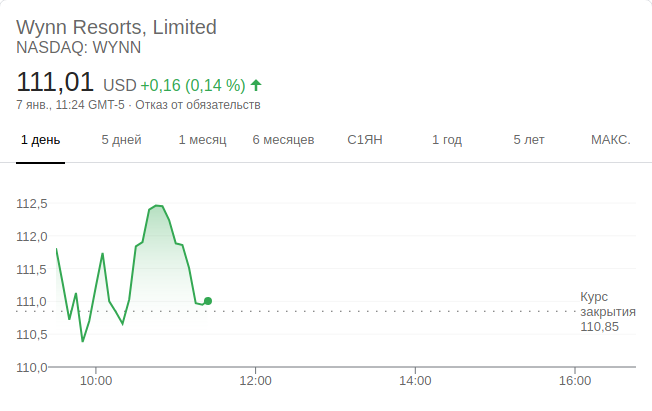 Wynn Resorts, Limited
NASDAQ: WYNN
111,01 USD +0,16 (0,14 %)
7 янв., 11:24 GMT-5 · Отказ от обязательств
1 день 5 дней 1 месяц 6 месяцев С1ЯН 1 год 5 лет МАКС.
112,5
112,0
111,5
111,0
110,5
110,0
Курс
закрытия
110,85
10:00 12:00 14:00 16:00